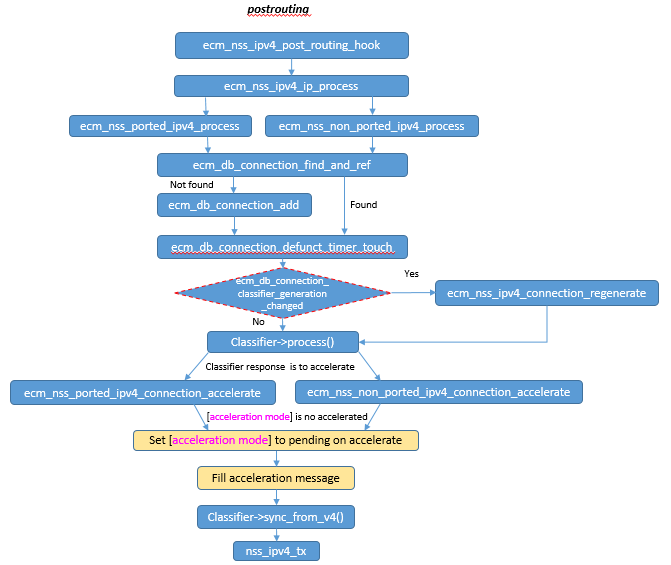 postrouting
ecm_nss_ipv4_post_routing_hook
ecm_nss_ipv4_ip_process
ecm_nss_ported_ipv4_process
ecm_nss_non_ported_ipv4_process
ecm_db_connection_find_and_ref
Not found
ecm_db_connection_add
Found
ecm_db_connection_defunct_timer_touch
ecm_db_connection_
classifier_generation
_changed
Yes
ecm_nss_ipv4_connection_regenerate
No
Classifier->process()
Classifier response is to accelerate
ecm_nss_ported_ipv4_connection_accelerate
ecm_nss_non_ported_ipv4_connection_accelerate
[acceleration mode] is no accelerated
Set [acceleration mode] to pending on accelerate
Fill acceleration message
Classifier->sync_from_v4()
nss_ipv4_tx